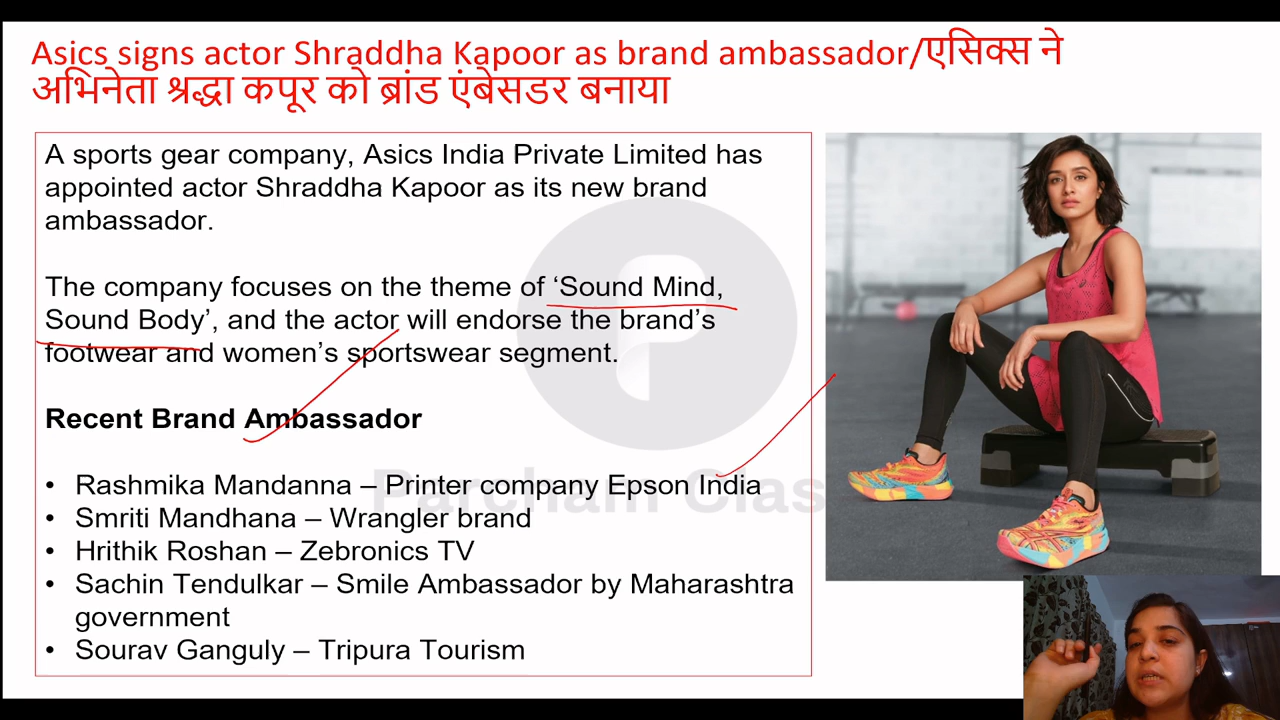 Asics signs actor Shraddha Kapoor as brand ambassador/एसिक्स ने
अभिनेता श्रद्धा कपूर को ब्रांड एंबेसडर बनाया
A sports gear company, Asics India Private Limited has
appointed actor Shraddha Kapoor as its new brand
ambassador.
The company focuses on the theme of ‘Sound Mind,
Sound Body’, and the actor will endorse the brand’s
footwear and women’s sportswear segment.
Recent Brand Ambassador
• Rashmika Mandanna – Printer company Epson India
• Smriti Mandhana – Wrangler brand
• Hrithik Roshan – Zebronics TV
• Sachin Tendulkar – Smile Ambassador by Maharashtra
government
• Sourav Ganguly – Tripura Tourism
Parcham Clas